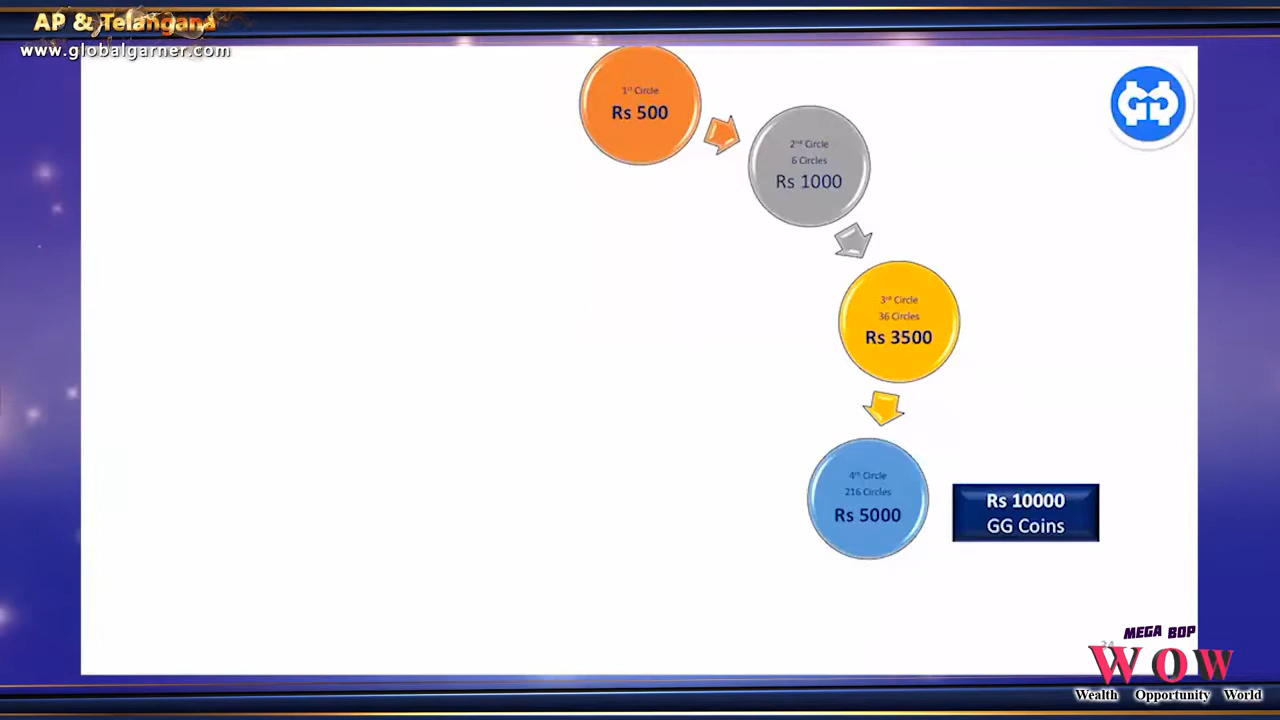 AP & Telangana
www.globalgarner.com
1st Circle
Rs 500
2nd Circle
6 Circles
Rs 1000
3rd Circle
36 Circles
Rs 3500
4th Circle
216 Circles
Rs 5000
Rs 10000
GG Coins
MEGA BOP
WOW
Wealth Opportunity World